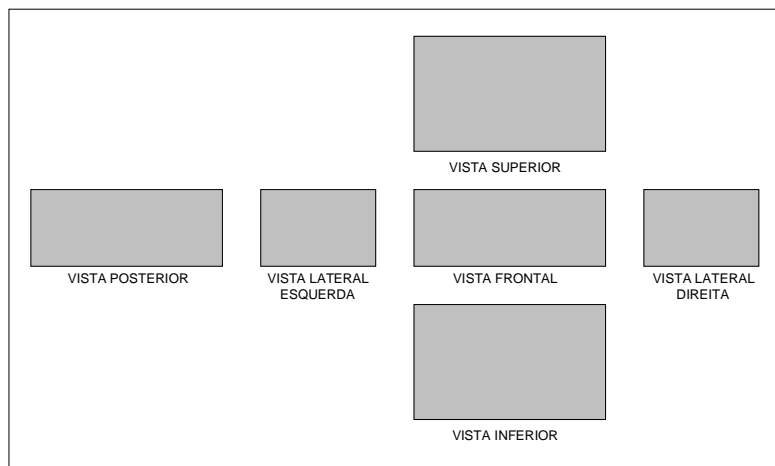 VISTA SUPERIOR
VISTA POSTERIOR
VISTA LATERAL
ESQUERDA
VISTA FRONTAL
VISTA LATERAL
DIREITA
VISTA INFERIOR